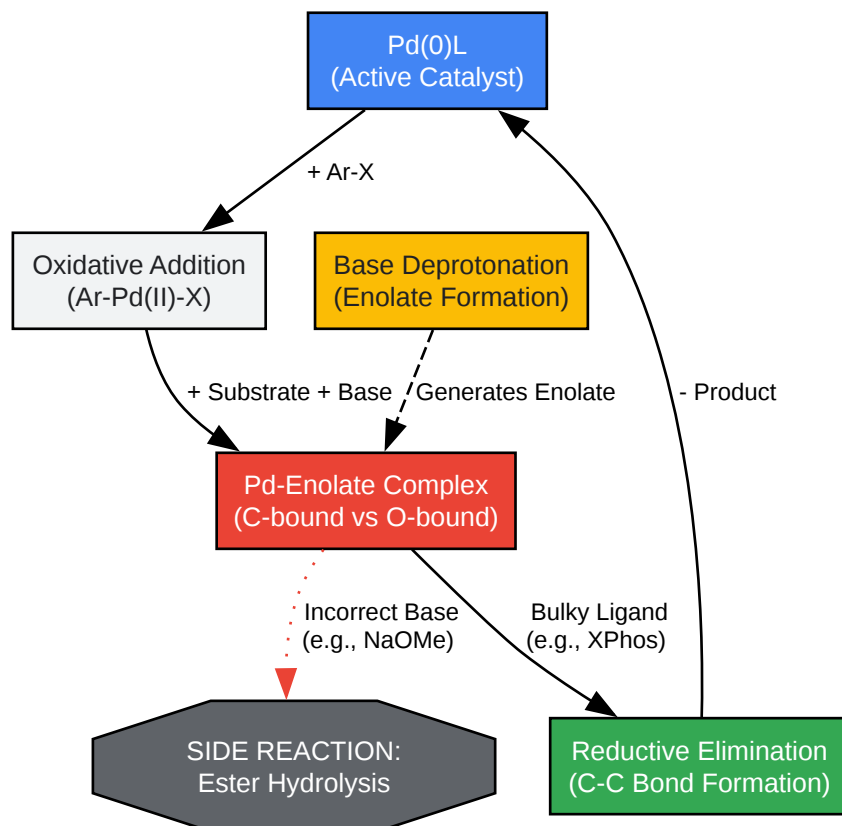 Pd(0)L
(Active Catalyst)
+ Ar-X
Oxidative Addition
(Ar-Pd(II)-X)
Base Deprotonation
(Enolate Formation)
+ Substrate + Base
Generates Enolate
- Product
Pd-Enolate Complex
(C-bound vs O-bound)
Incorrect Base
(e.g., NaOMe)
Bulky Ligand
(e.g., XPhos)
SIDE REACTION:
Ester Hydrolysis
Reductive Elimination
(C-C Bond Formation)